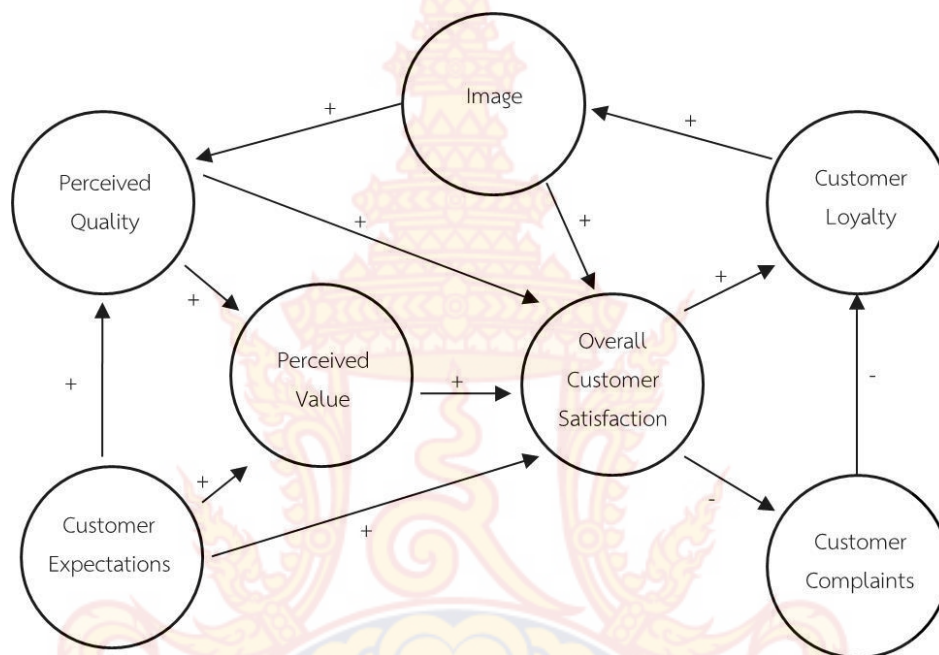 Image
+
+
Perceived
Quality
Customer
Loyalty
+
+
+
+
Perceived
Value
Overall
Customer
Satisfaction
+
+
-
+
+
-
Customer
Expectations
Customer
Complaints